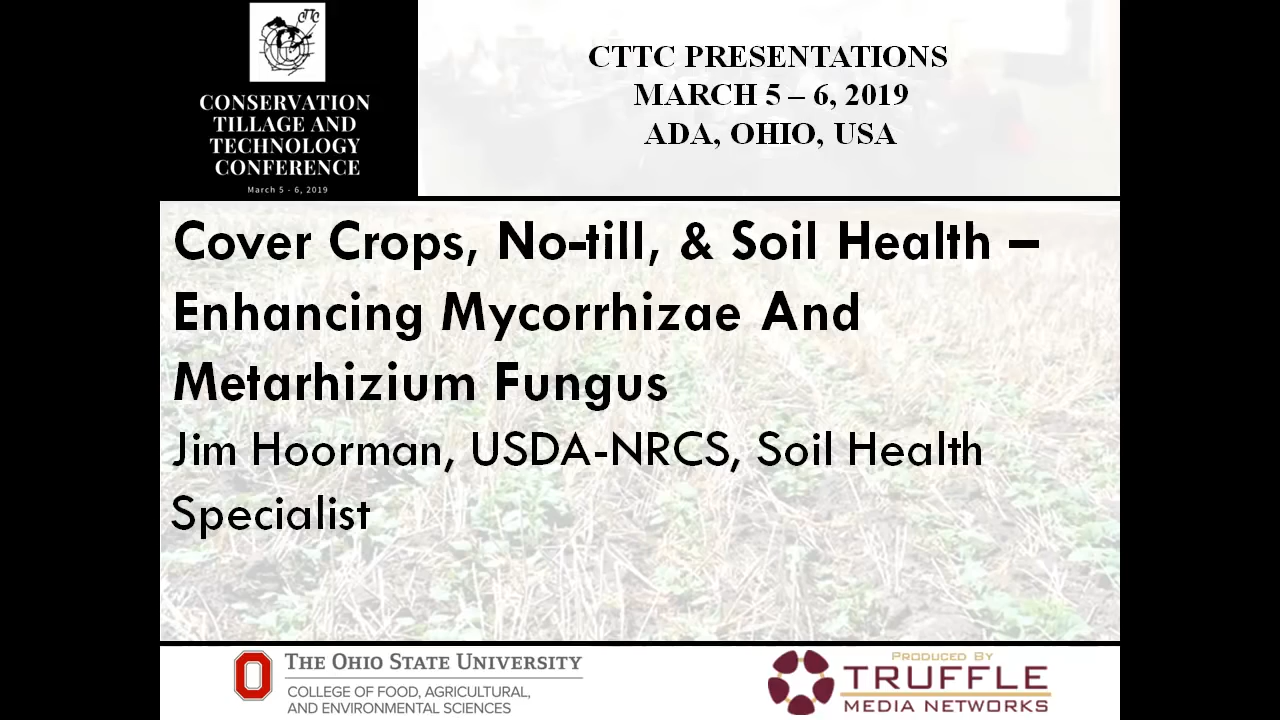 CTTC
CONSERVATION
TILLAGE AND
TECHNOLOGY
CONFERENCE
March 5 - 6, 2019
CTTC PRESENTATIONS
MARCH 5 – 6, 2019
ADA, OHIO, USA
Cover Crops, No-till, & Soil Health –
Enhancing Mycorrhizae And
Metarhizium Fungus
Jim Hoorman, USDA-NRCS, Soil Health
Specialist
THE OHIO STATE UNIVERSITY
COLLEGE OF FOOD, AGRICULTURAL,
AND ENVIRONMENTAL SCIENCES
PRODUCED BY
TRUFFLE
MEDIA NETWORKS